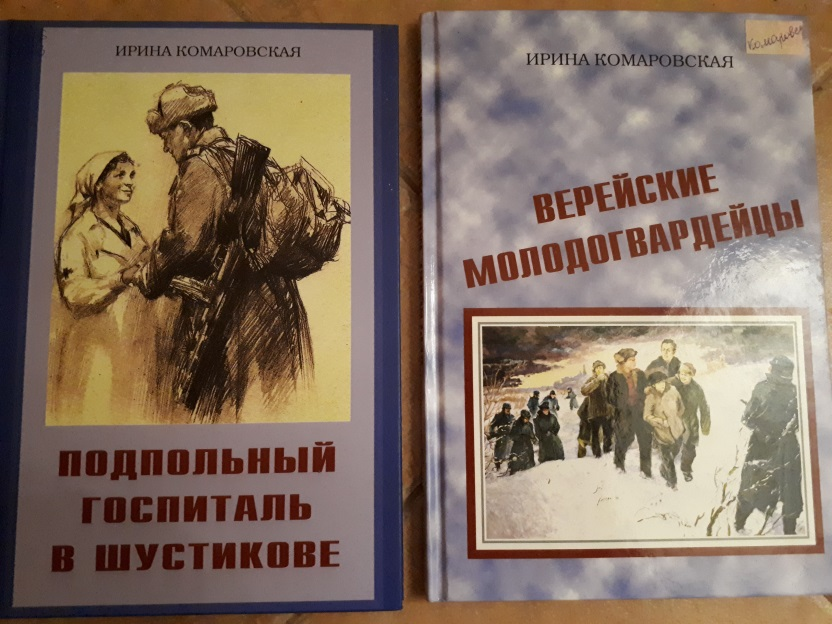 ИРИНА КОМАРОВСКАЯ
ПОДПОЛЬНЫЙ
ГОСПИТАЛЬ
В ШУСТИКОВЕ
ИРИНА КОМАРОВСКАЯ
ВЕРЕЙСКИЕ
МОЛОДОГВАРДЕЙЦЫ